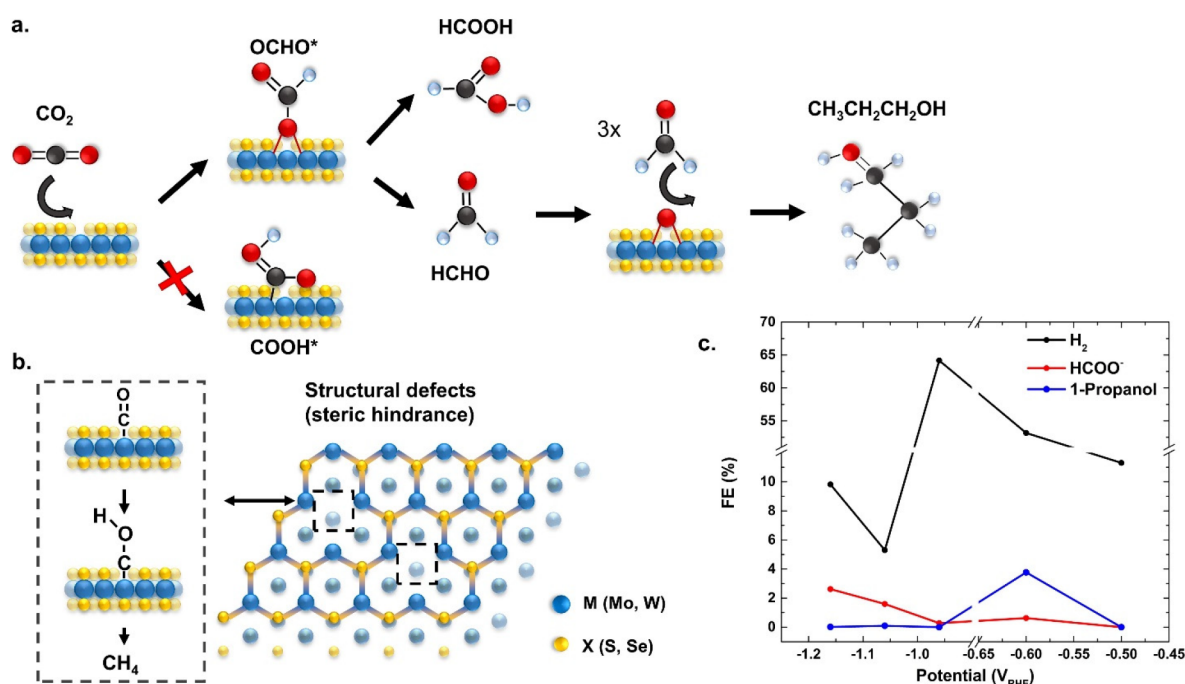 a.
CO2
OCHO*
COOH*
HCOOH
HCHO
3x
CH3CH2CH2OH
b.
O
C
H
O
C
CH4
Structural defects
(steric hindrance)
M (Mo, W)
X (S, Se)
c.
H2
HCOO-
1-Propanol
FE (%)
70
65
60
55
10
8
6
4
2
0
-1.2 -1.1 -1.0 -0.65 -0.60 -0.55 -0.50 -0.45
Potential (VRHE)